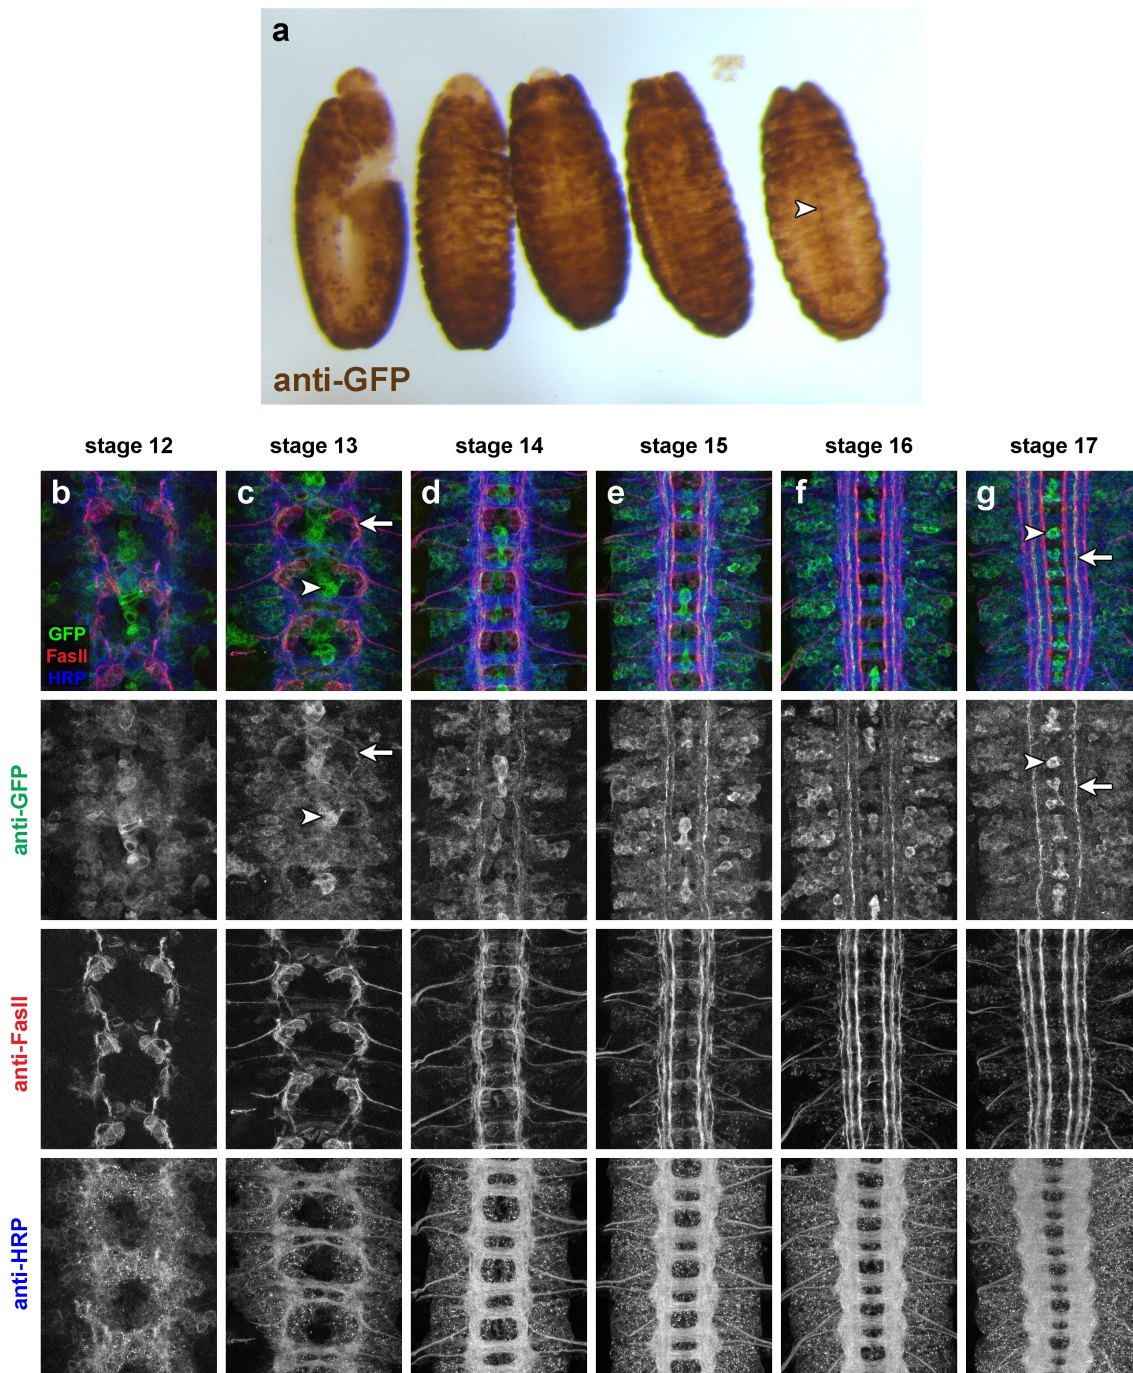 a
anti-GFP
stage 12
stage 13
stage 14
stage 15
stage 16
stage 17
b
c
d
e
f
g
GFP
FasII
HRP
anti-GFP
anti-FasII
anti-HRP